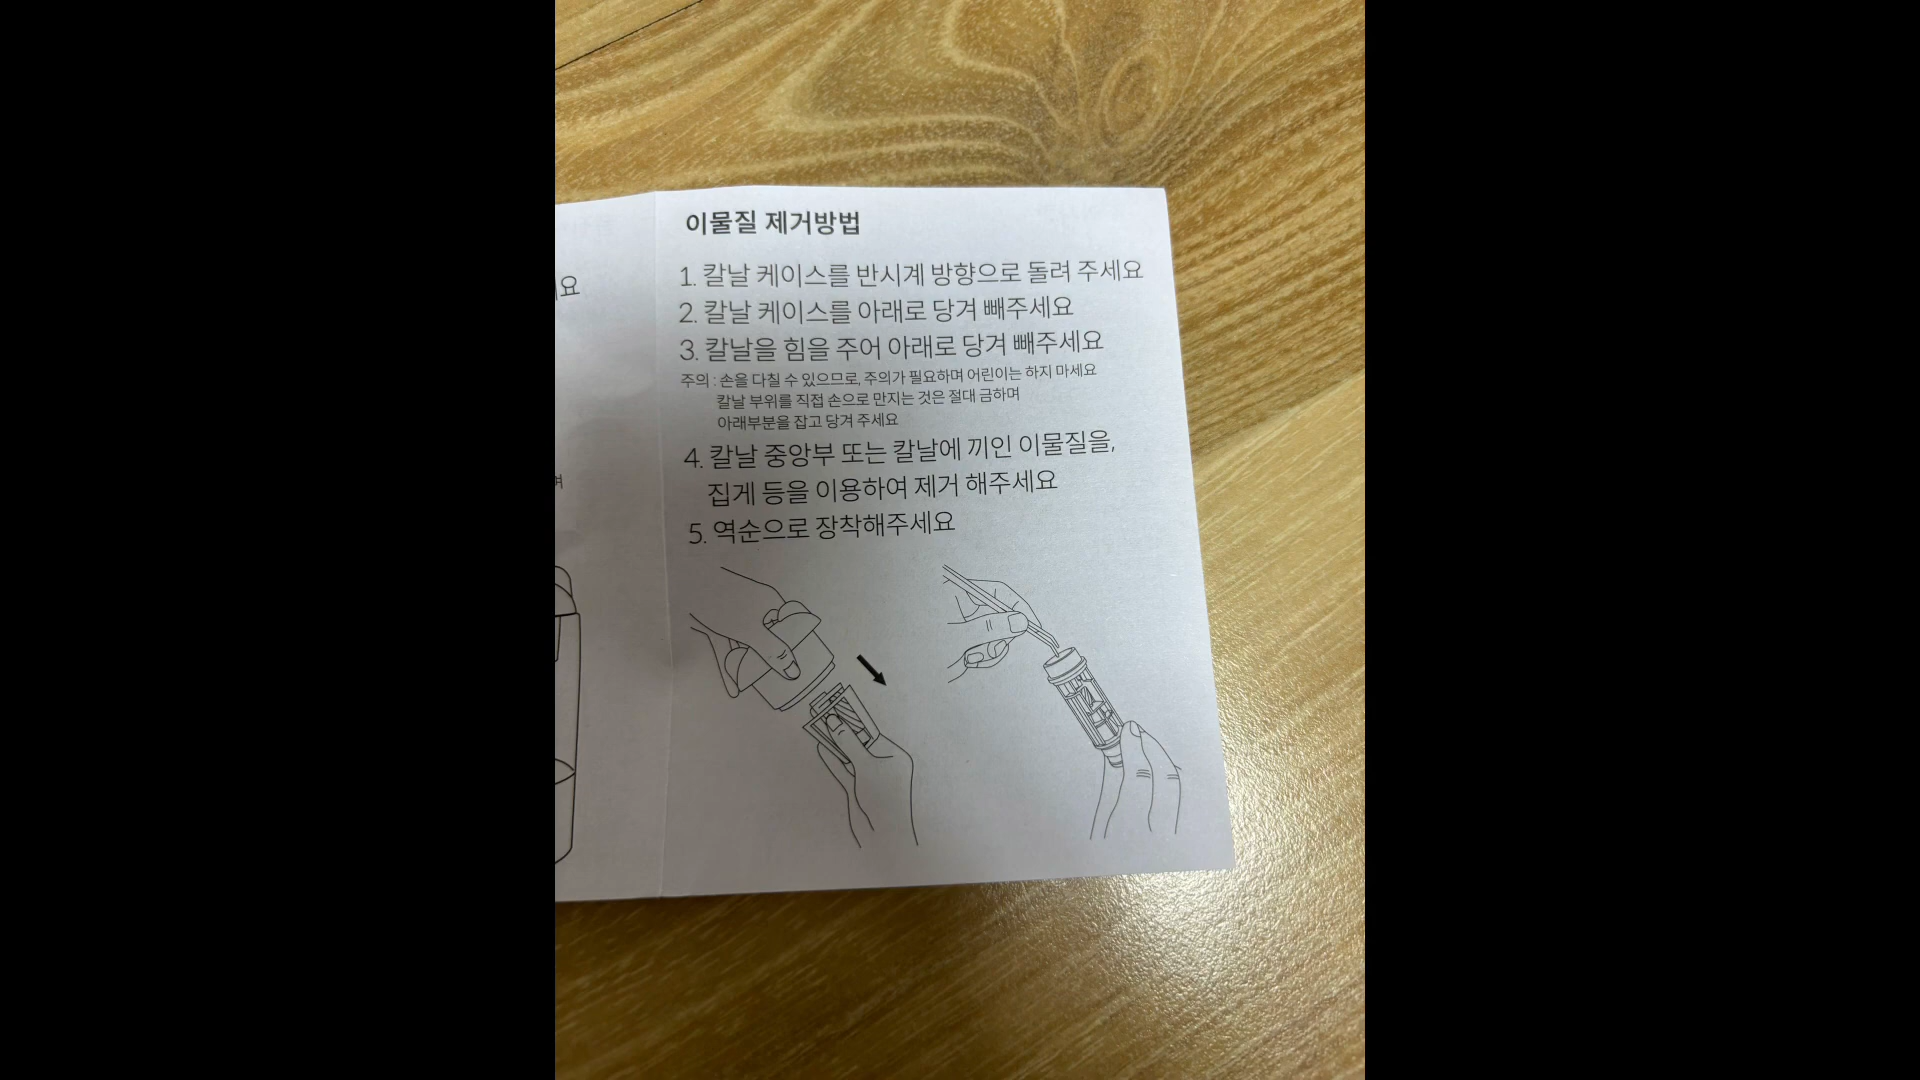 이물질 제거방법
1. 칼날 케이스를 반시계 방향으로 돌려 주세요
2. 칼날 케이스를 아래로 당겨 빼주세요
3. 칼날을 힘을 주어 아래로 당겨 빼주세요
주의 : 손을 다칠 수 있으므로, 주의가 필요하며 어린이는 하지 마세요
칼날 부위를 직접 손으로 만지는 것은 절대 금하며
아래부분을 잡고 당겨 주세요
4. 칼날 중앙부 또는 칼날에 끼인 이물질을,
집게 등을 이용하여 제거 해주세요
5. 역순으로 장착해주세요